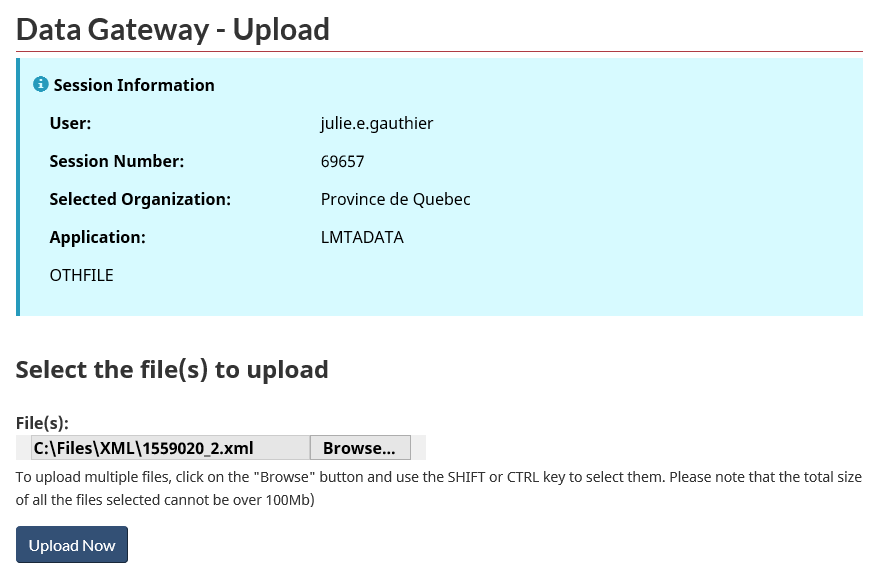 Data Gateway - Upload
Session Information
User: julie.e.gauthier
Session Number: 69657
Selected Organization: Province de Quebec
Application: LMTADATA
OTHFILE
Select the file(s) to upload
File(s):
C:\Files\XML\1559020_2.xml Browse...
To upload multiple files, click on the "Browse" button and use the SHIFT or CTRL key to select them. Please note that the total size
of all the files selected cannot be over 100Mb)
Upload Now